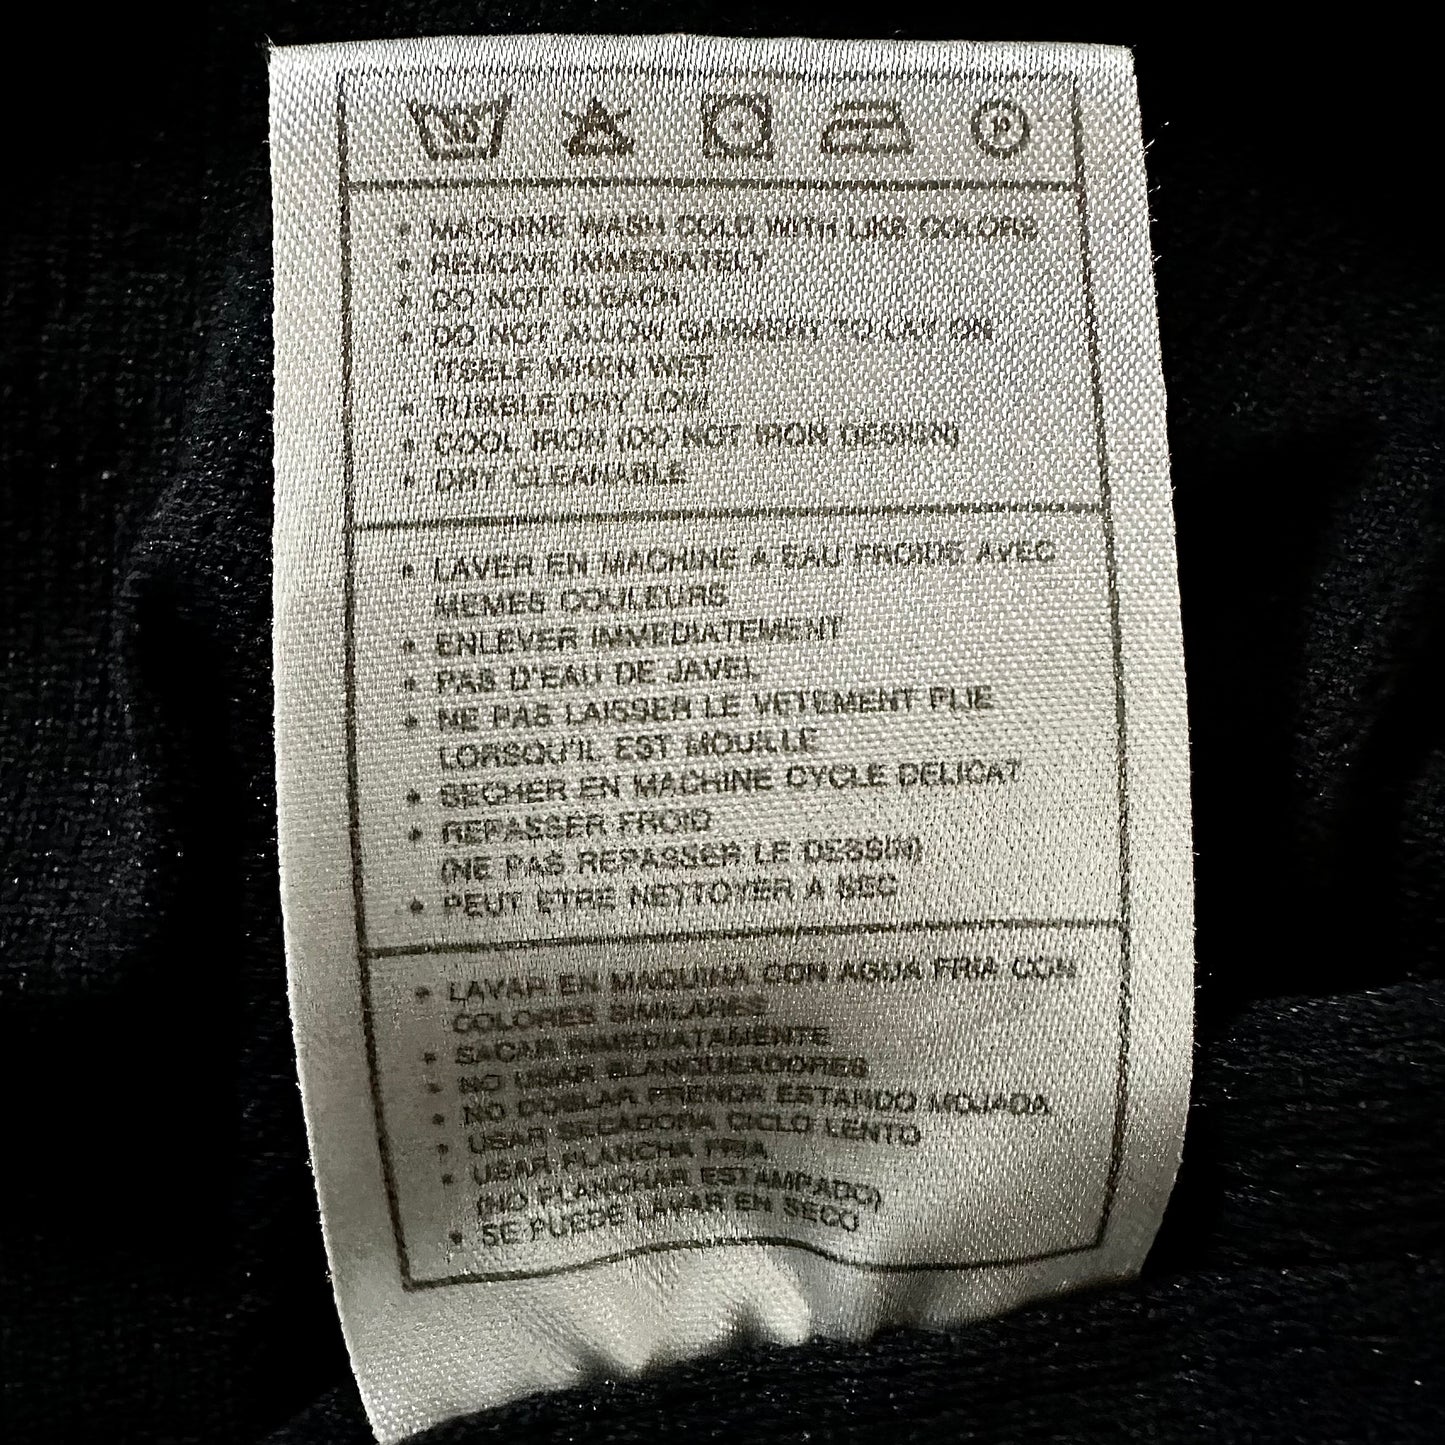 30
P
• MACHINE WASH COLD WITH LIKE COLORS
• REMOVE IMMEDIATELY
• DO NOT BLEACH
• DO NOT ALLOW GARMENT TO LAY ON
ITSELF WHEN WET
• TUMBLE DRY LOW
• COOL IRON (DO NOT IRON DESIGN)
• DRY CLEANABLE
• LAVER EN MACHINE A EAU FROIDE AVEC
MEMES COULEURS
• ENLEVER IMMEDIATEMENT
• PAS D'EAU DE JAVEL
• NE PAS LAISSER LE VETEMENT PLIE
LORSQU'IL EST MOUILLE
• SECHER EN MACHINE CYCLE DELICAT
• REPASSER FROID
(NE PAS REPASSER LE DESSIN)
• PEUT ETRE NETTOYER A SEC
• LAVAR EN MAQUINA CON AGUA FRIA CON
COLORES SIMILARES
• SACAR INMEDIATAMENTE
• NO USAR BLANQUEADORES
• NO DOBLAR PRENDA ESTANDO MOJADA
• USAR SECADORA CICLO LENTO
• USAR PLANCHA FRIA
(NO PLANCHAR ESTAMPADO)
• SE PUEDE LAVAR EN SECO